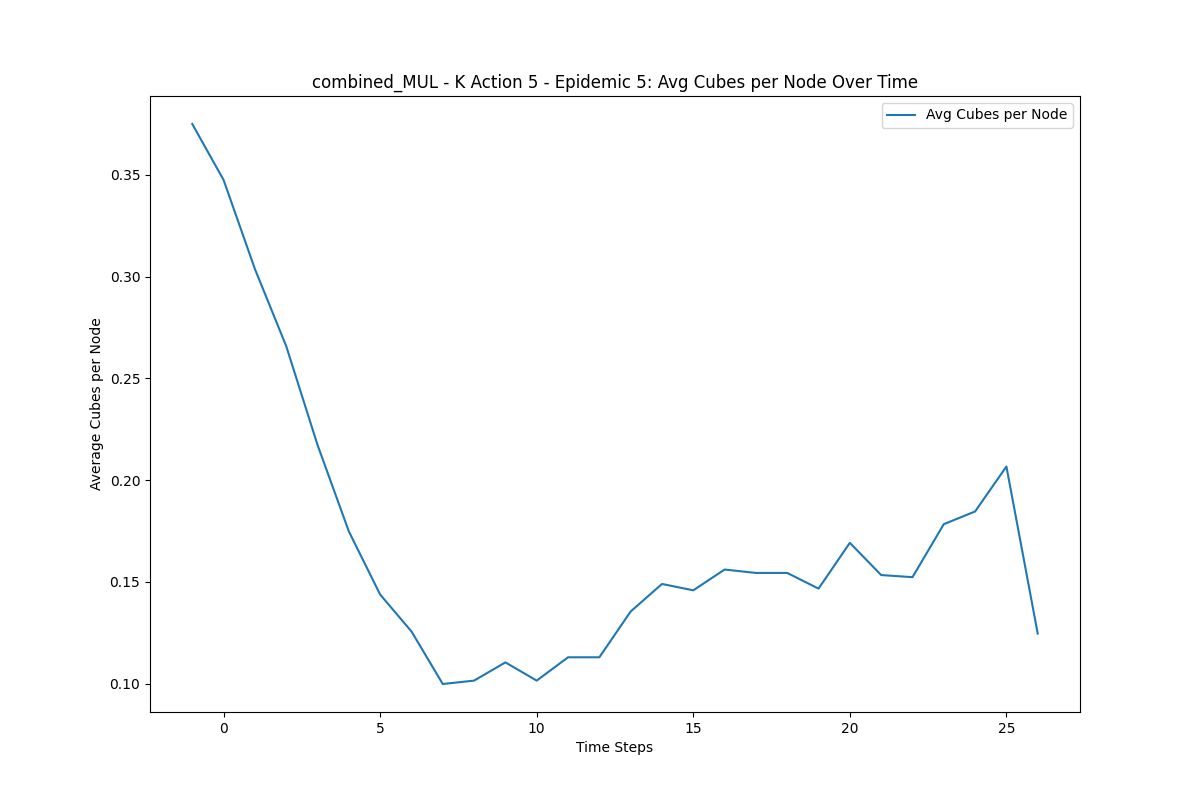 combined_MUL - K Action 5 - Epidemic 5: Avg Cubes per Node Over Time
Avg Cubes per Node
0.35
0.30
0.25
0.20
0.15
0.10
Average Cubes per Node
0 5 10 15 20 25
Time Steps